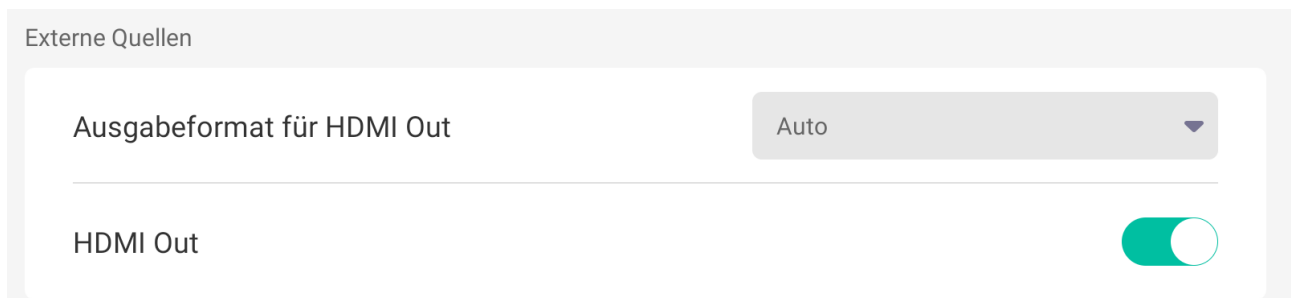 Externe Quellen
Ausgabeformat für HDMI Out
Auto
HDMI Out